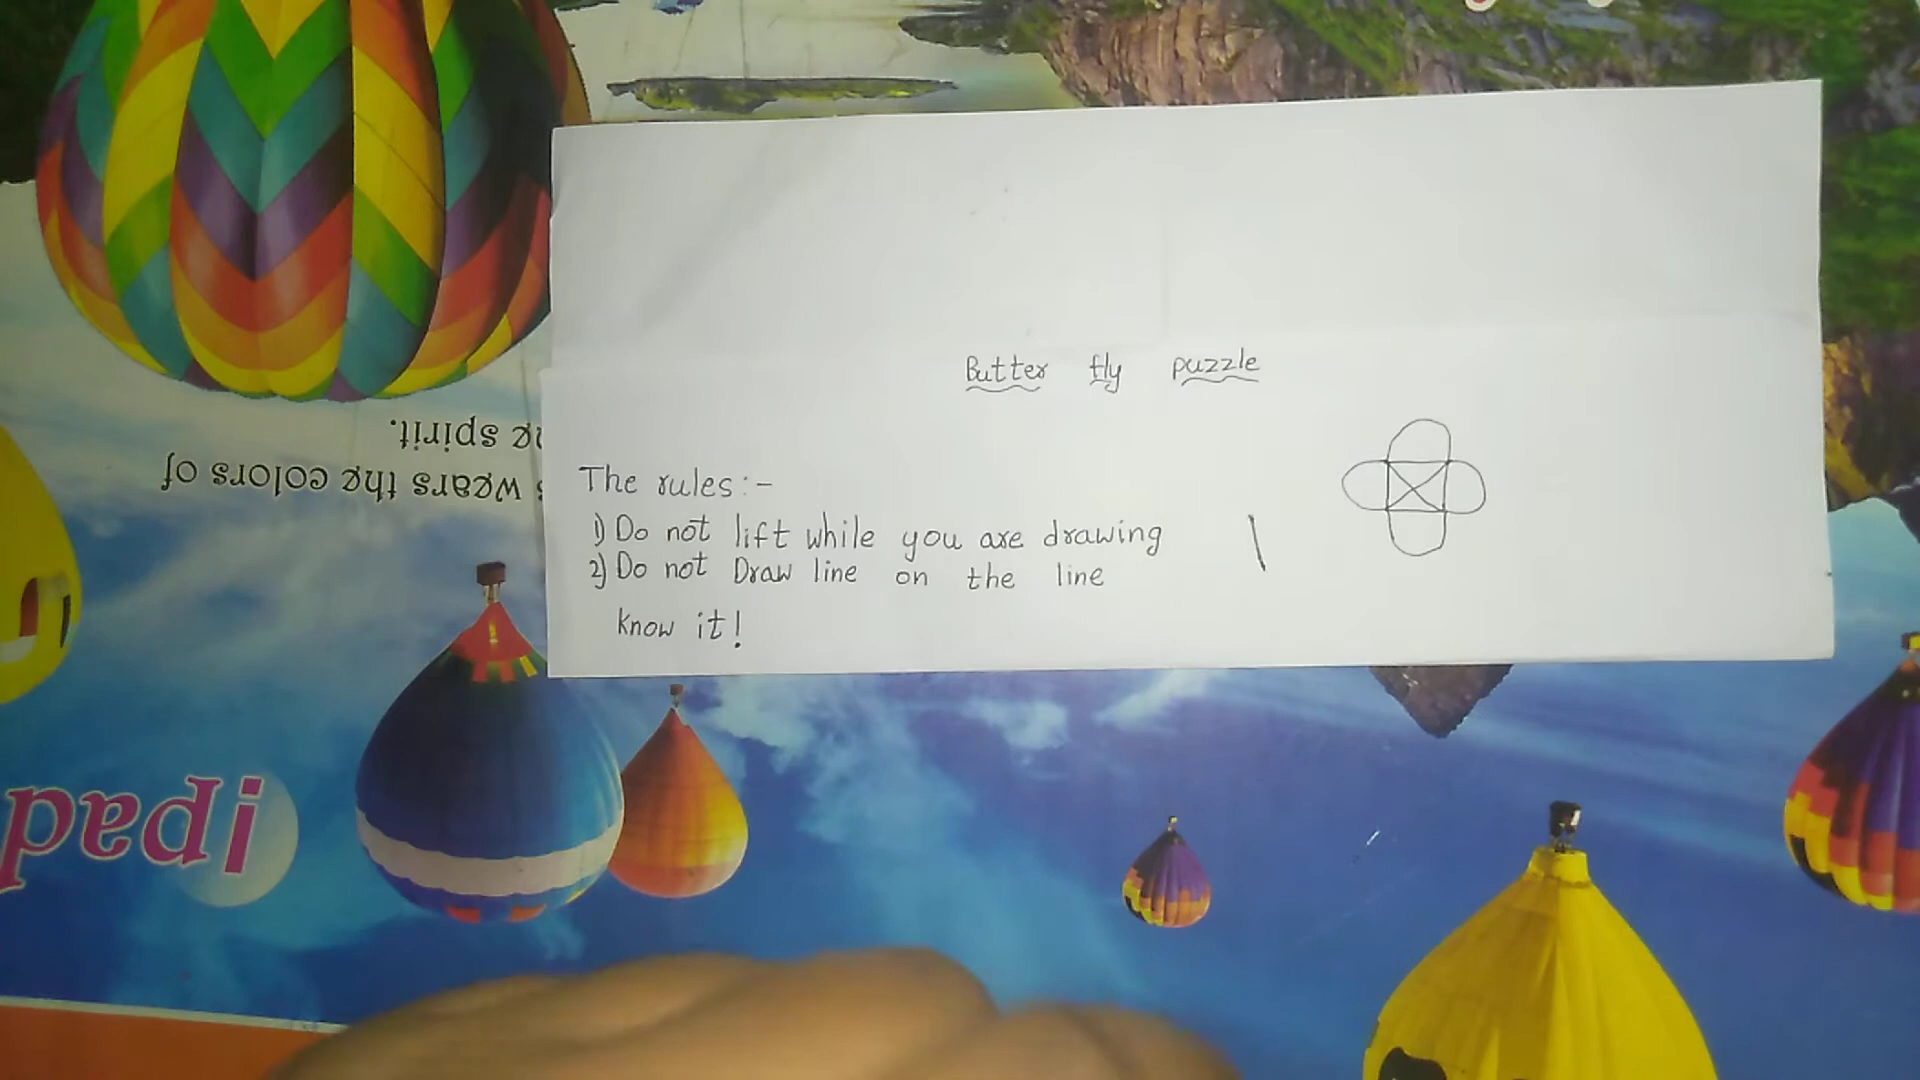 Butter fly puzzle
The rules:-
1) Do not lift while you are drawing
2) Do not Draw line on the line
know it!
spirit.
wears the colors of
ipad